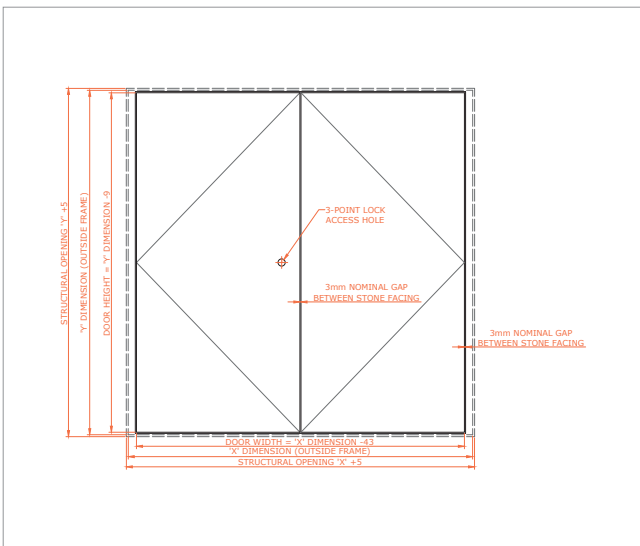 STRUCTURAL OPENING 'Y' +5
'Y' DIMENSION (OUTSIDE FRAME)
DOOR HEIGHT = 'Y' DIMENSION -9
3-POINT LOCK
ACCESS HOLE
3mm NOMINAL GAP
BETWEEN STONE FACING
3mm NOMINAL GAP
BETWEEN STONE FACING
DOOR WIDTH = 'X' DIMENSION -43
'X' DIMENSION (OUTSIDE FRAME)
STRUCTURAL OPENING 'X' +5